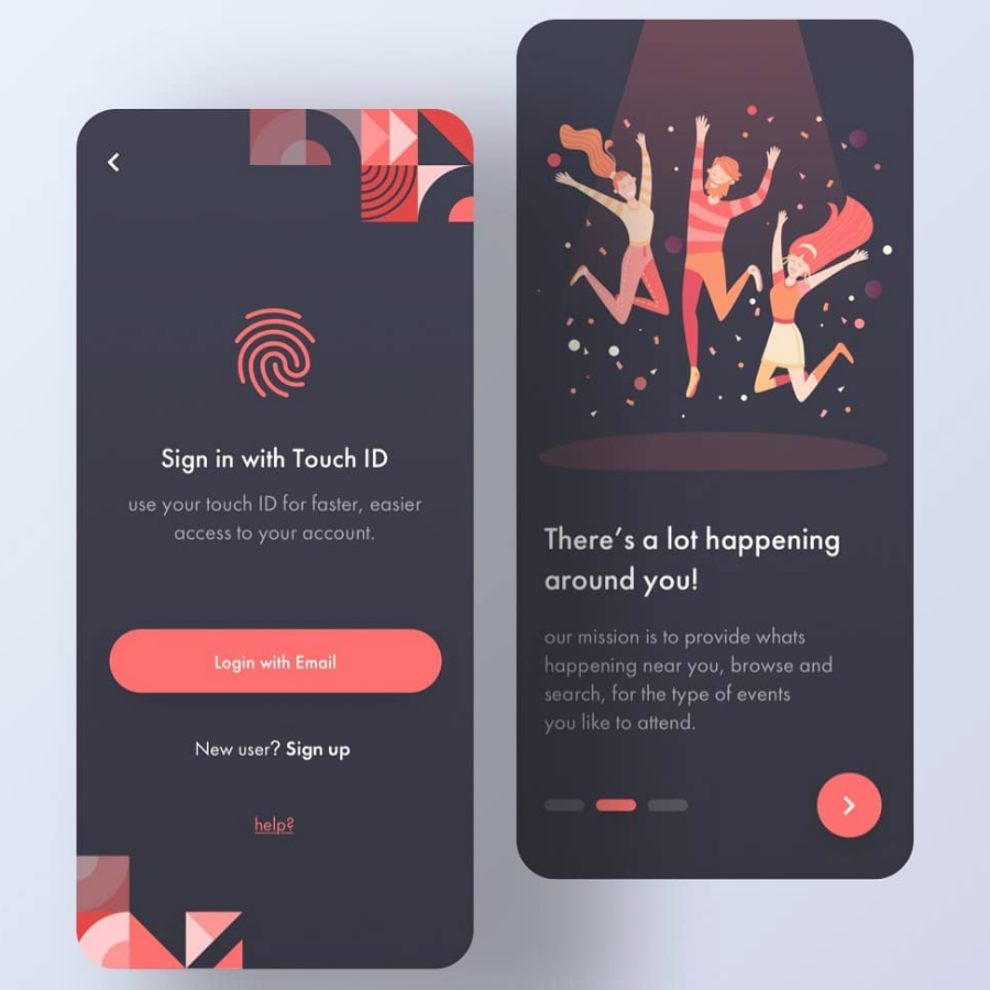 Sign in with Touch ID
use your touch ID for faster, easier
access to your account.
Login with Email
New user? Sign up
help?
There's a lot happening
around you!
our mission is to provide whats
happening near you, browse and
search, for the type of events
you like to attend.